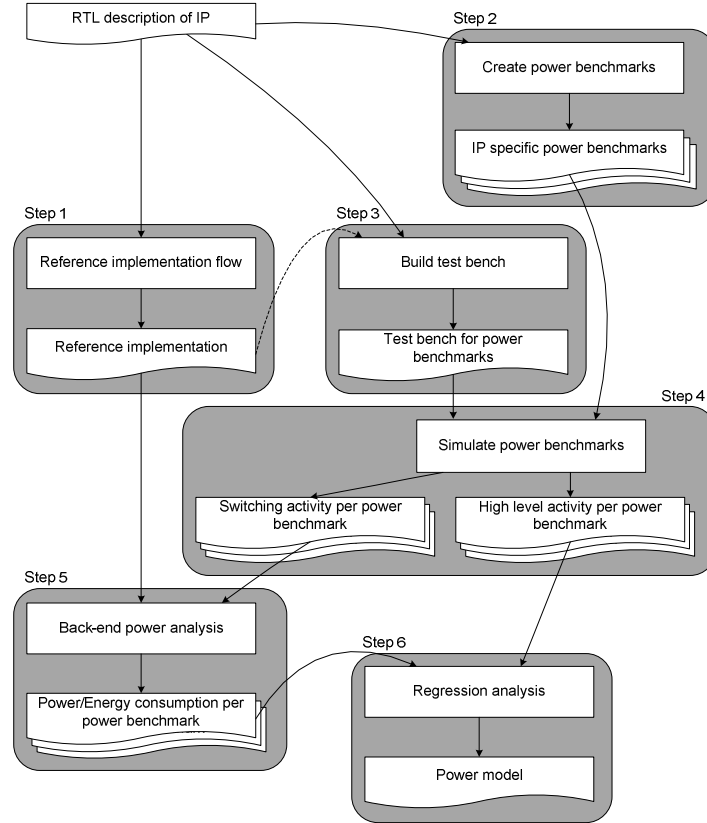 RTL description of IP
Step 2
Create power benchmarks
IP specific power benchmarks
Step 1
Reference implementation flow
Reference implementation
Step 3
Build test bench
Test bench for power
benchmarks
Step 4
Simulate power benchmarks
Switching activity per power
benchmark
High level activity per power
benchmark
Step 5
Back-end power analysis
Power/Energy consumption per
power benchmark
Step 6
Regression analysis
Power model